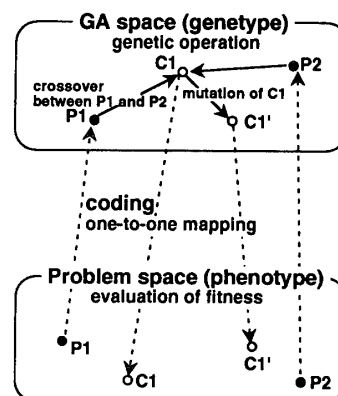 GA space (genotype)
genetic operation
C1
P2
crossover
between P1 and P2
mutation of C1
P1
C1'
coding
one-to-one mapping
Problem space (phenotype)
evaluation of fitness
P1
C1'
C1
P2